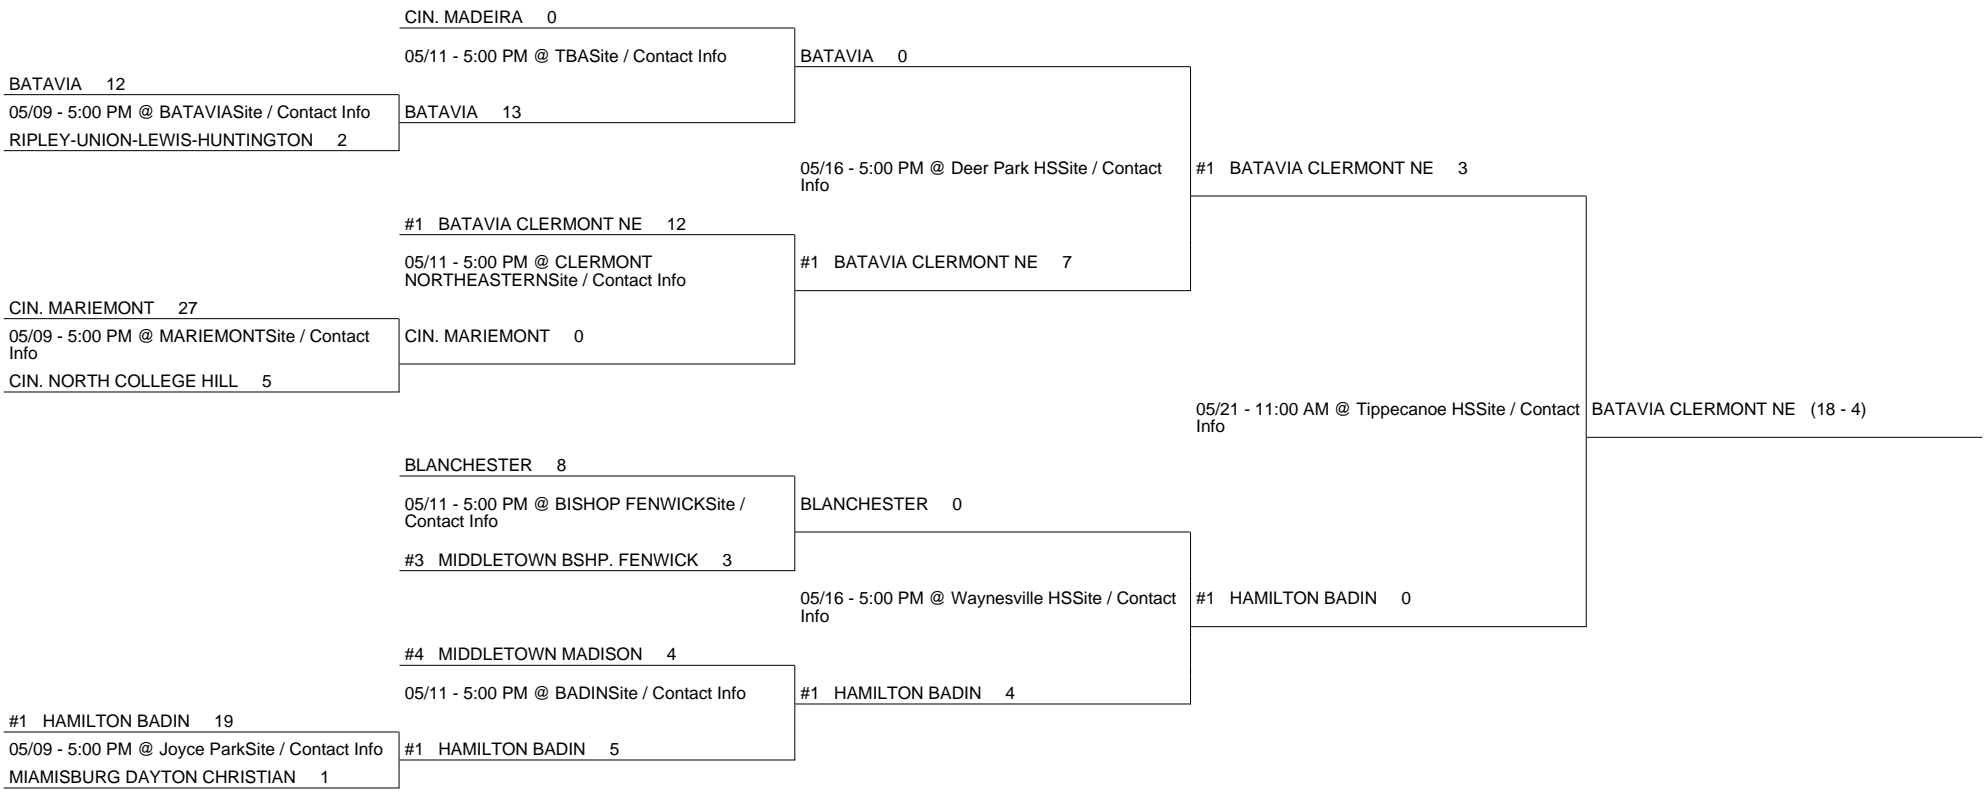 CIN. MADEIRA 0
05/11 - 5:00 PM @ TBASite / Contact Info
BATAVIA 0
BATAVIA 12
05/09 - 5:00 PM @ BATAVIASite / Contact Info
BATAVIA 13
RIPLEY-UNION-LEWIS-HUNTINGTON 2
05/16 - 5:00 PM @ Deer Park HSSite / Contact
Info
#1 BATAVIA CLERMONT NE 3
#1 BATAVIA CLERMONT NE 12
05/11 - 5:00 PM @ CLERMONT
NORTHEASTERNSite / Contact Info
#1 BATAVIA CLERMONT NE 7
CIN. MARIEMONT 27
05/09 - 5:00 PM @ MARIEMONTSite / Contact
Info
CIN. MARIEMONT 0
CIN. NORTH COLLEGE HILL 5
05/21 - 11:00 AM @ Tippecanoe HSSite / Contact
Info
BATAVIA CLERMONT NE (18 - 4)
BLANCHESTER 8
05/11 - 5:00 PM @ BISHOP FENWICKSite /
Contact Info
BLANCHESTER 0
#3 MIDDLETOWN BSHP. FENWICK 3
05/16 - 5:00 PM @ Waynesville HSSite / Contact
Info
#1 HAMILTON BADIN 0
#4 MIDDLETOWN MADISON 4
05/11 - 5:00 PM @ BADINSite / Contact Info
#1 HAMILTON BADIN 4
#1 HAMILTON BADIN 19
05/09 - 5:00 PM @ Joyce ParkSite / Contact Info
#1 HAMILTON BADIN 5
MIAMISBURG DAYTON CHRISTIAN 1